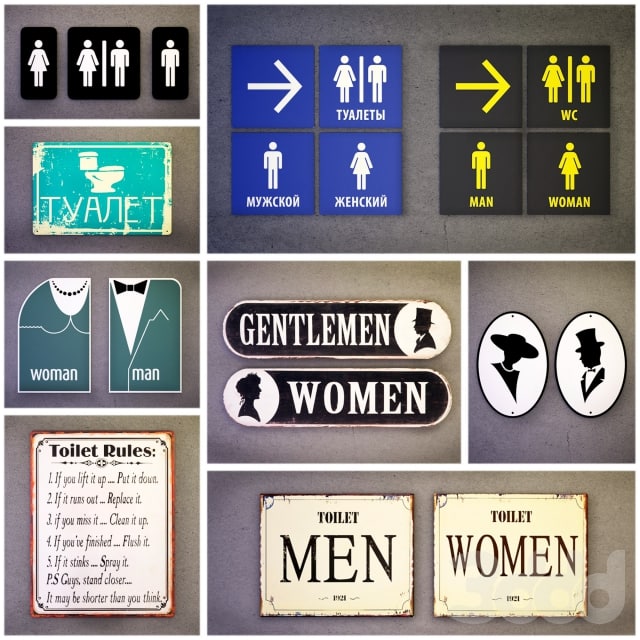 ТУАЛЕТЫ
WC
МУЖСКОЙ
ЖЕНСКИЙ
MAN
WOMAN
ТУАЛЕТ
woman
man
GENTLEMEN
WOMEN
Toilet Rules:
1. If you lift it up .... Put it down.
2. If it runs out ... Replace it.
3. if you miss it .... Clean it up.
4. If you've finished .... Flush it.
5. If it stinks .... Spray it.
P.S Guys, stand closer....
It may be shorter than you think.
TOILET
MEN
1921
TOILET
WOMEN
1921